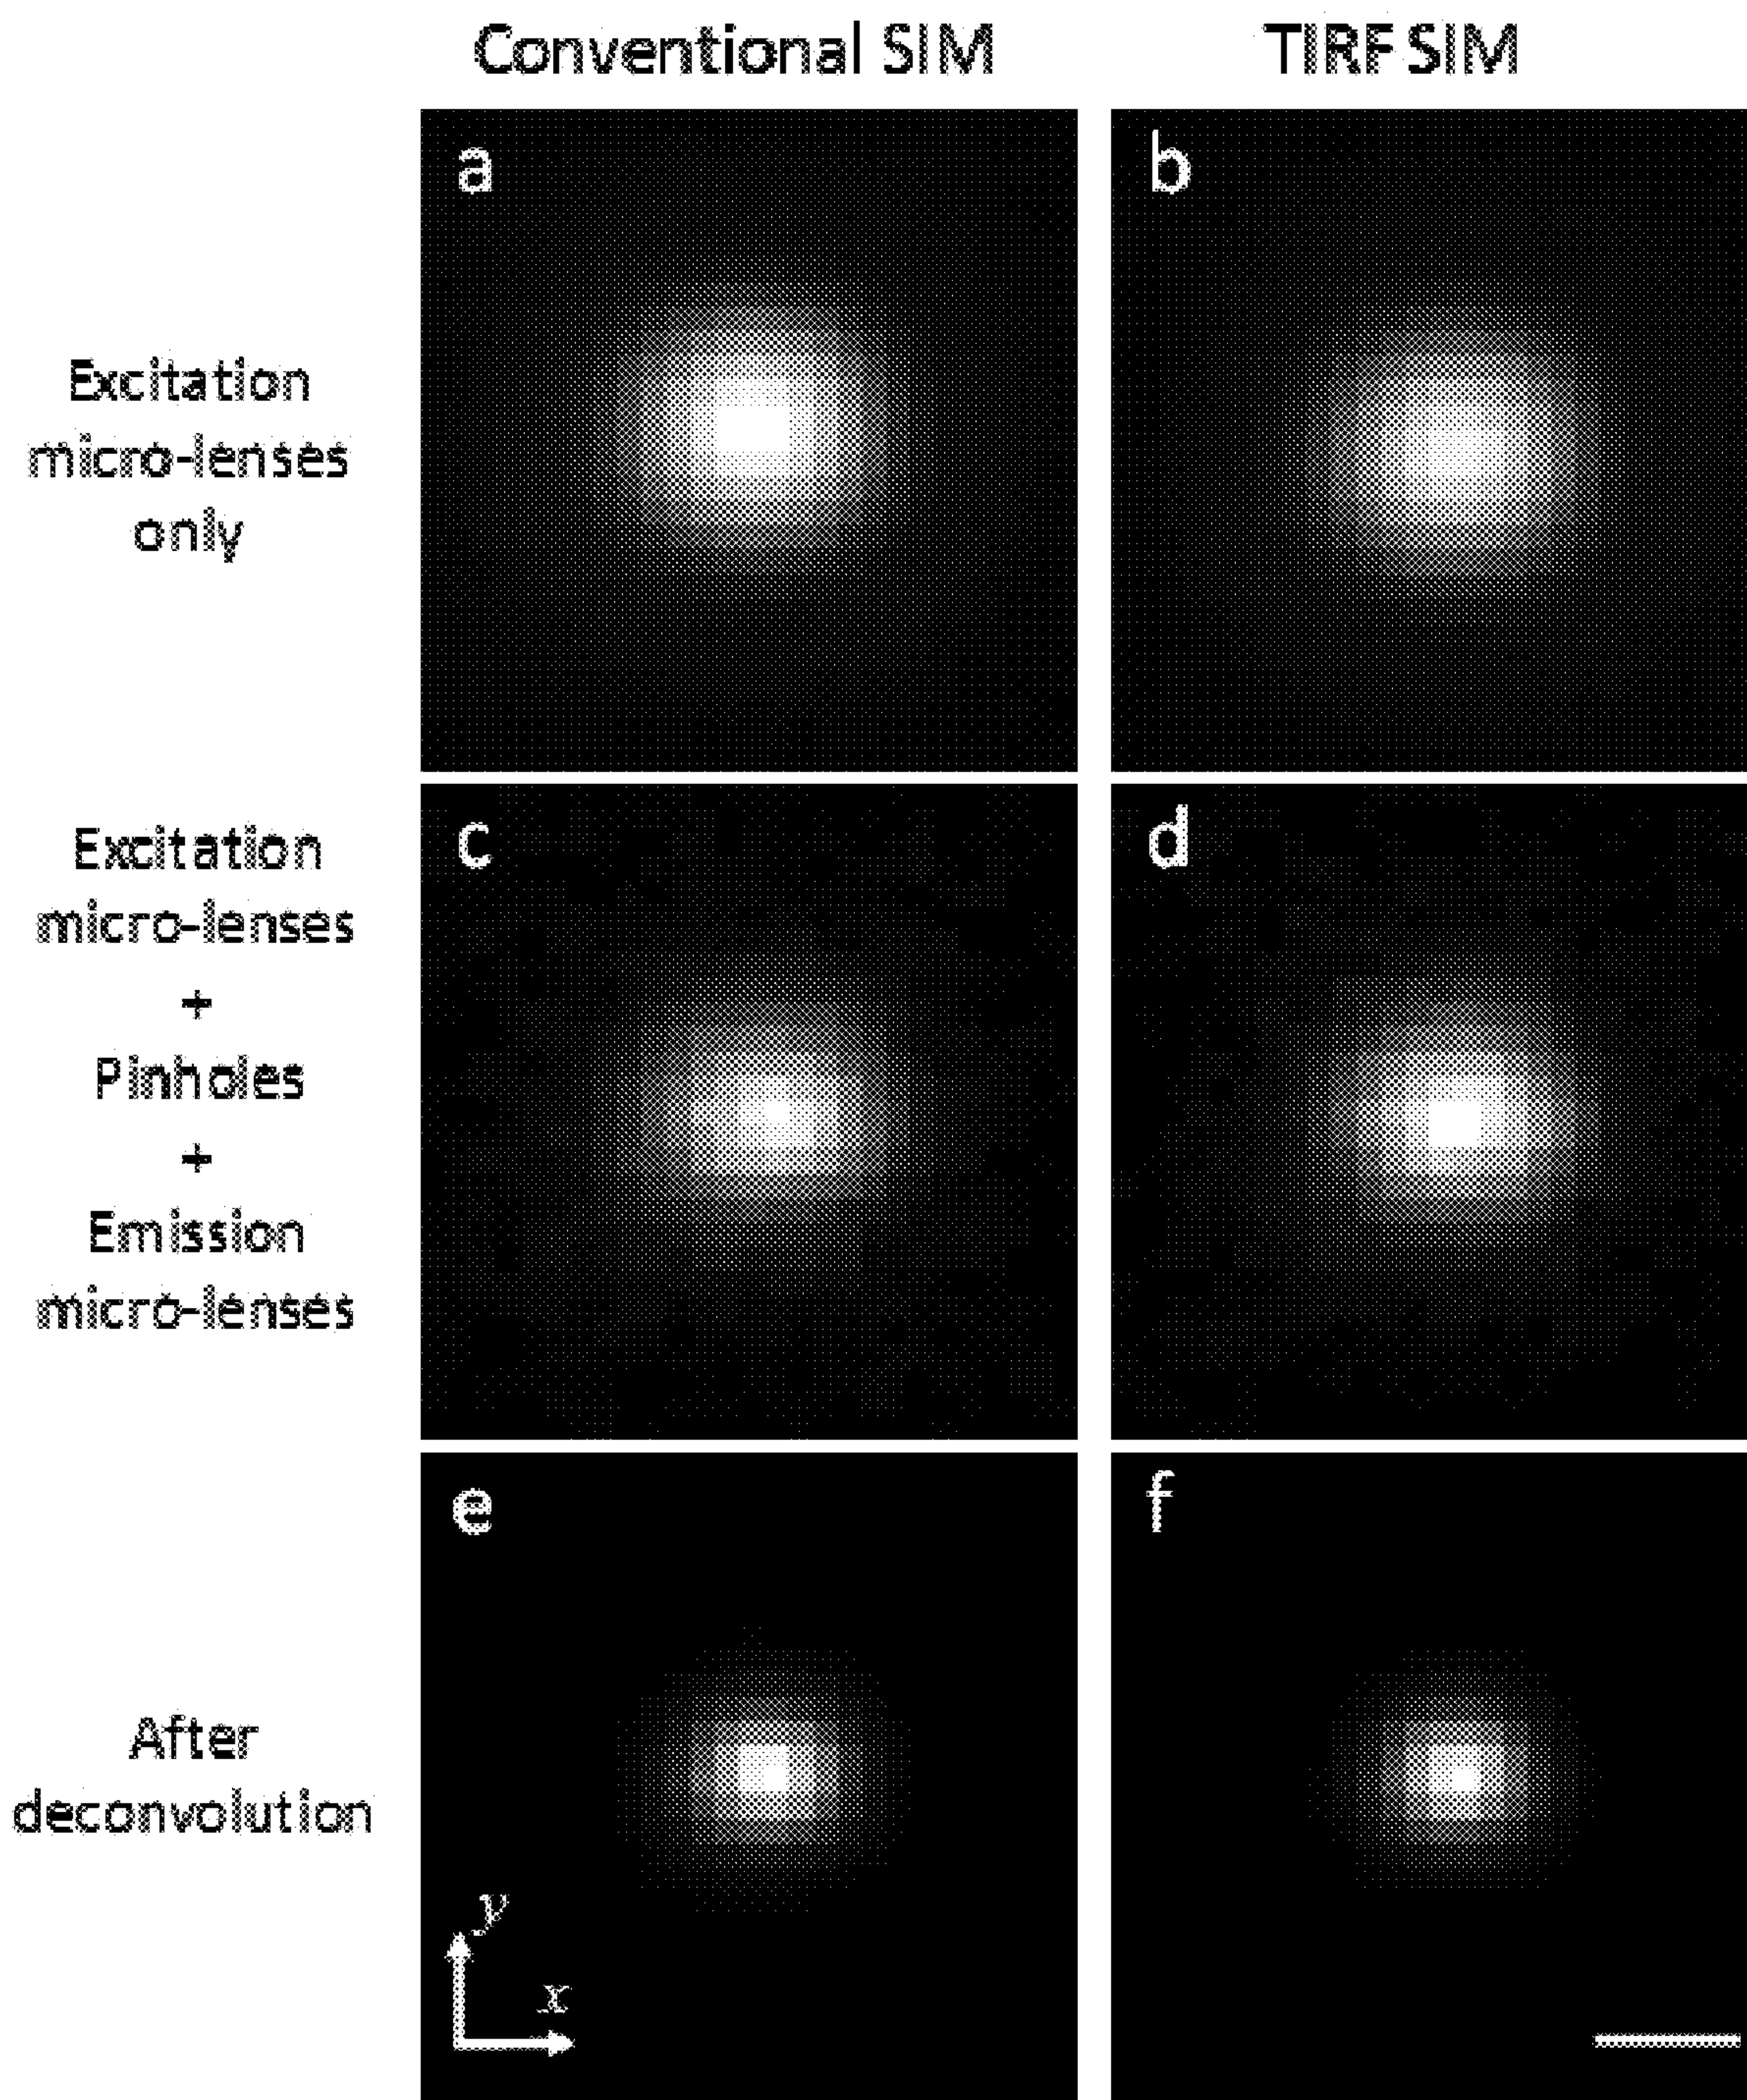 Conventional SIM
TIRF SIM
a
b
Excitation
micro-lenses
only
c
d
Excitation
micro-lenses
+
Pinholes
+
Emission
micro-lenses
e
f
After
deconvolution
y
x